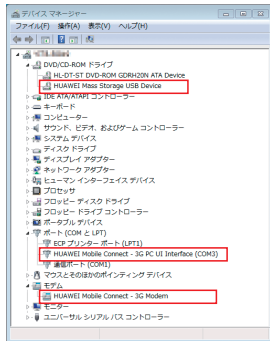 デバイス マネージャー
ファイル(F) 操作(A) 表示(V) ヘルプ(H)
DVD/CD-ROM ドライブ
HL-DT-ST DVD-ROM GDRH20N ATA Device
HUAWEI Mass Storage USB Device
IDE ATA/ATAPI コントローラー
キーボード
コンピューター
サウンド、ビデオ、およびゲーム コントローラー
システム デバイス
ディスク ドライブ
ディスプレイ アダプター
ネットワーク アダプター
ヒューマン インターフェイス デバイス
プロセッサ
フロッピー ディスク ドライブ
フロッピー ドライブ コントローラー
ポータブル デバイス
ポート (COM と LPT)
ECP プリンター ポート (LPT1)
HUAWEI Mobile Connect - 3G PC UI Interface (COM3)
通信ポート (COM1)
マウスとそのほかのポインティング デバイス
モデム
HUAWEI Mobile Connect - 3G Modem
モニター
ユニバーサル シリアル バス コントローラー